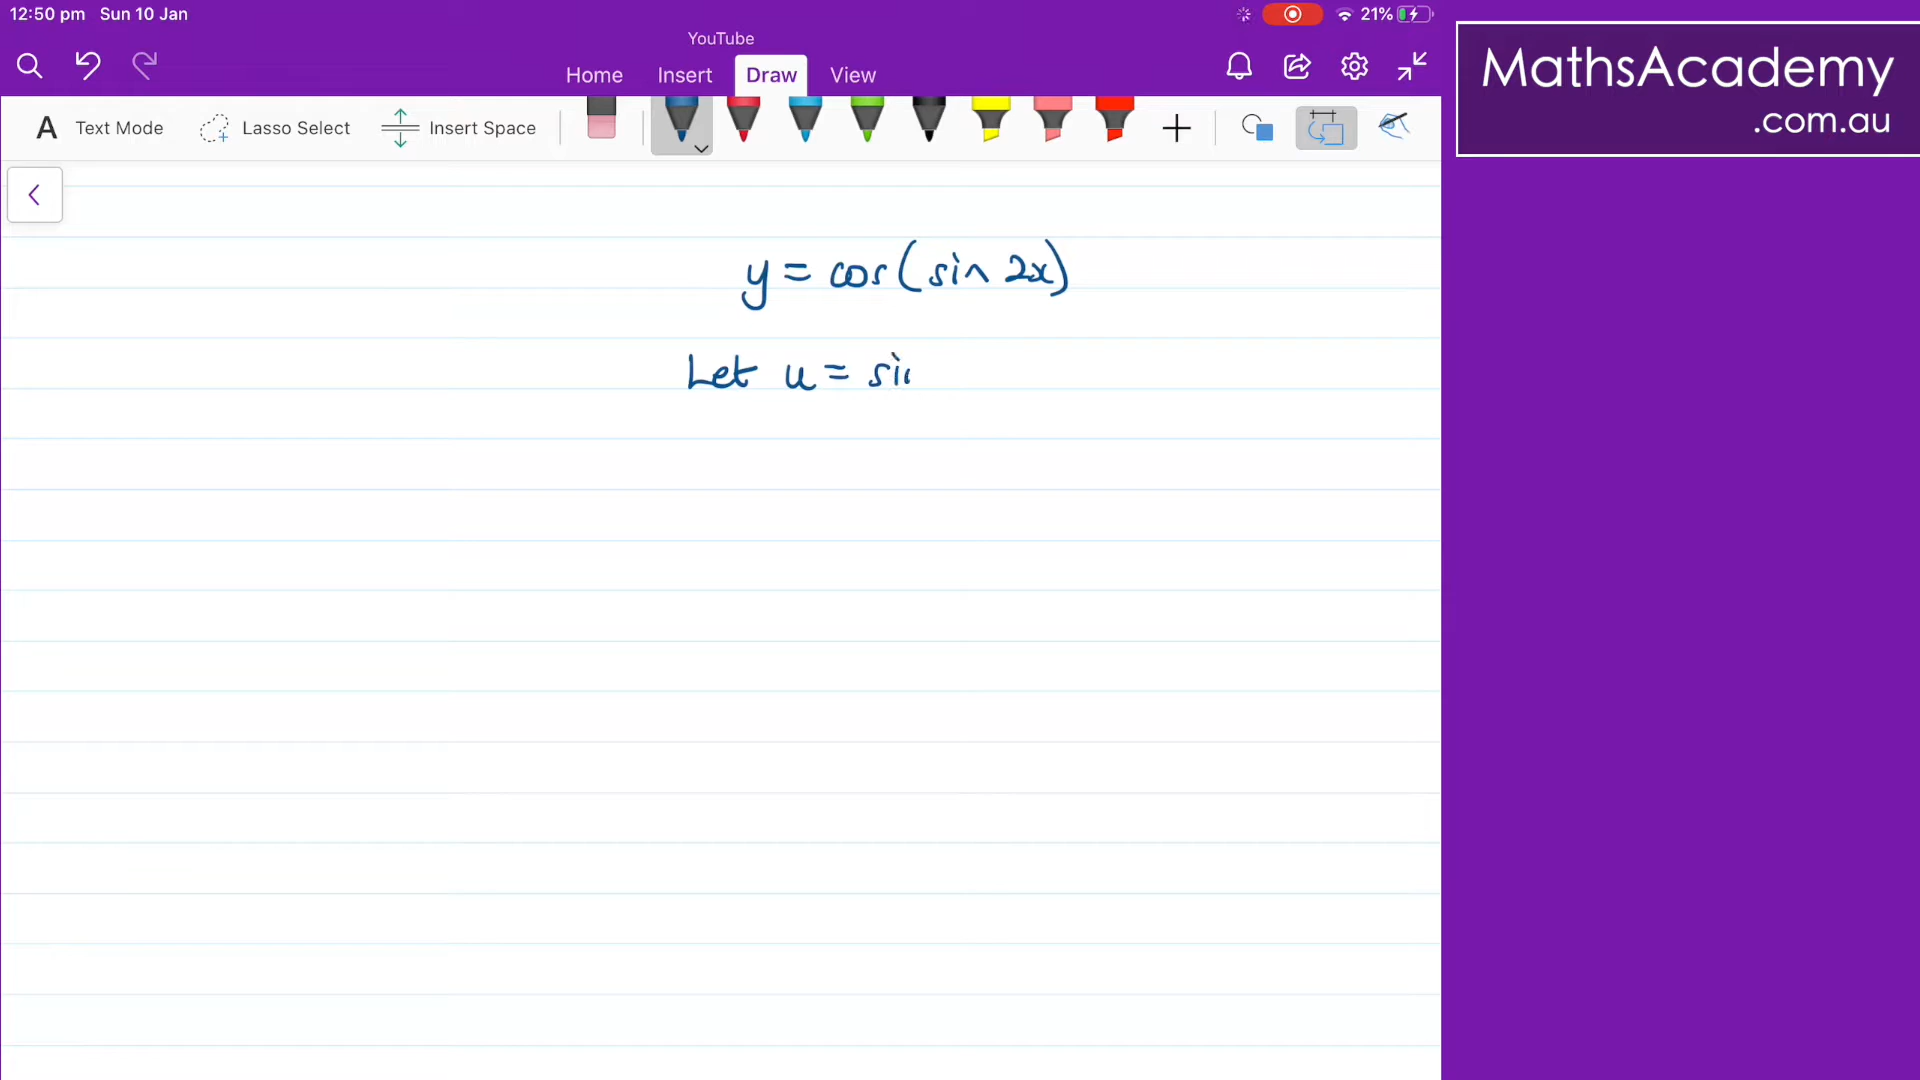 12:50 pm Sun 10 Jan
21%
YouTube
Home Insert Draw View
MathsAcademy
.com.au
A Text Mode Lasso Select Insert Space
y = cos(sin 2x)
Let u = si